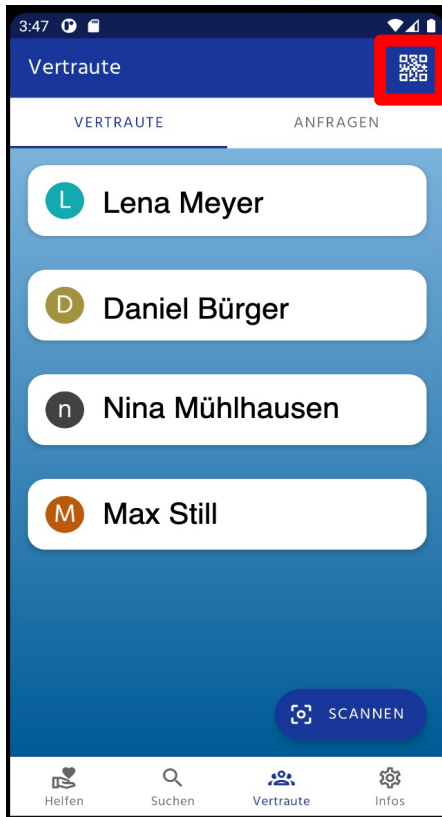 3:47
Vertraute
VERTRAUTE ANFRAGEN
L Lena Meyer
D Daniel Bürger
n Nina Mühlhausen
M Max Still
SCANNEN
Helfen Suchen Vertraute Infos